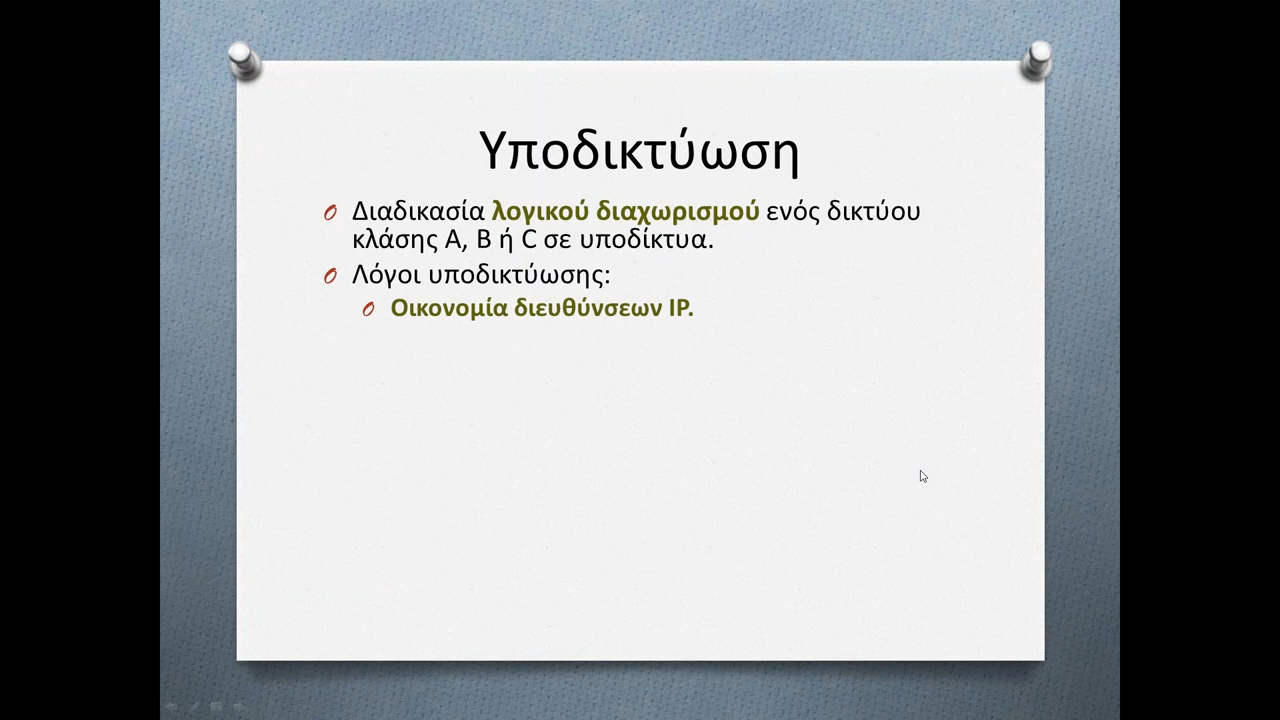 Υποδικτύωση
Διαδικασία λογικού διαχωρισμού ενός δικτύου
κλάσης Α, Β ή C σε υποδίκτυα.
Λόγοι υποδικτύωσης:
Οικονομία διευθύνσεων IP.